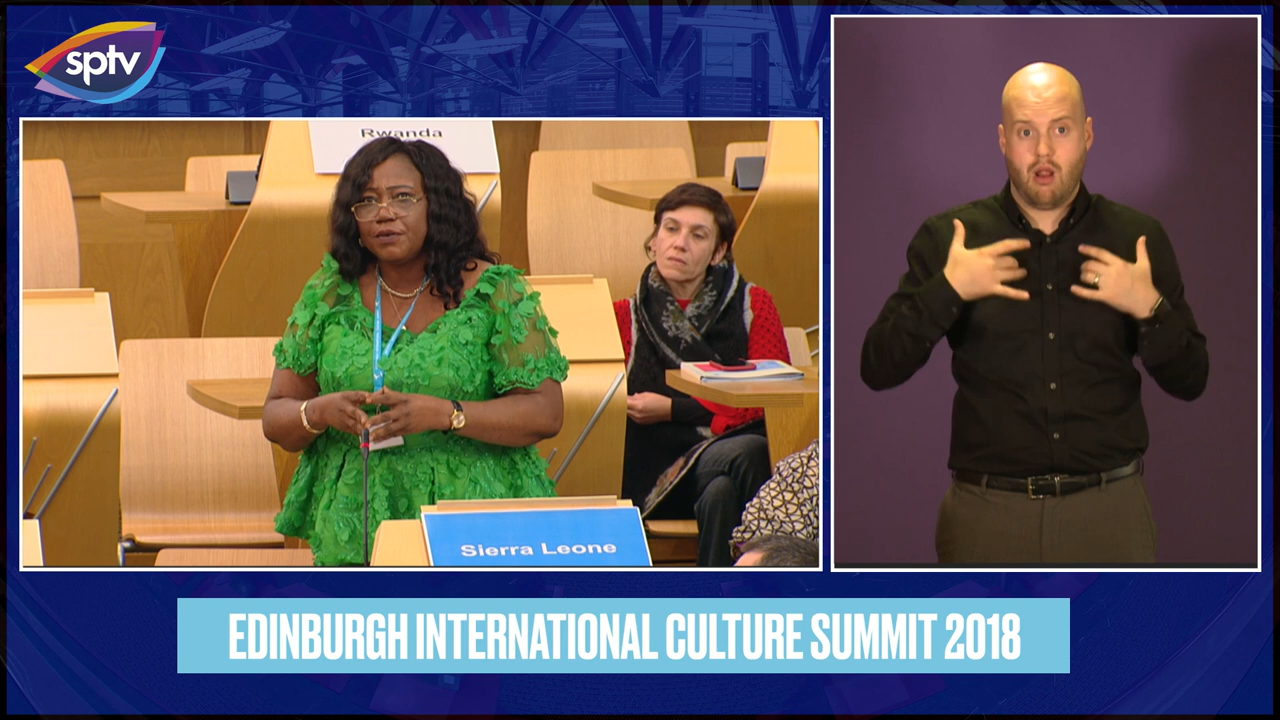 sptv
Rwanda
Sierra Leone
EDINBURGH INTERNATIONAL CULTURE SUMMIT 2018